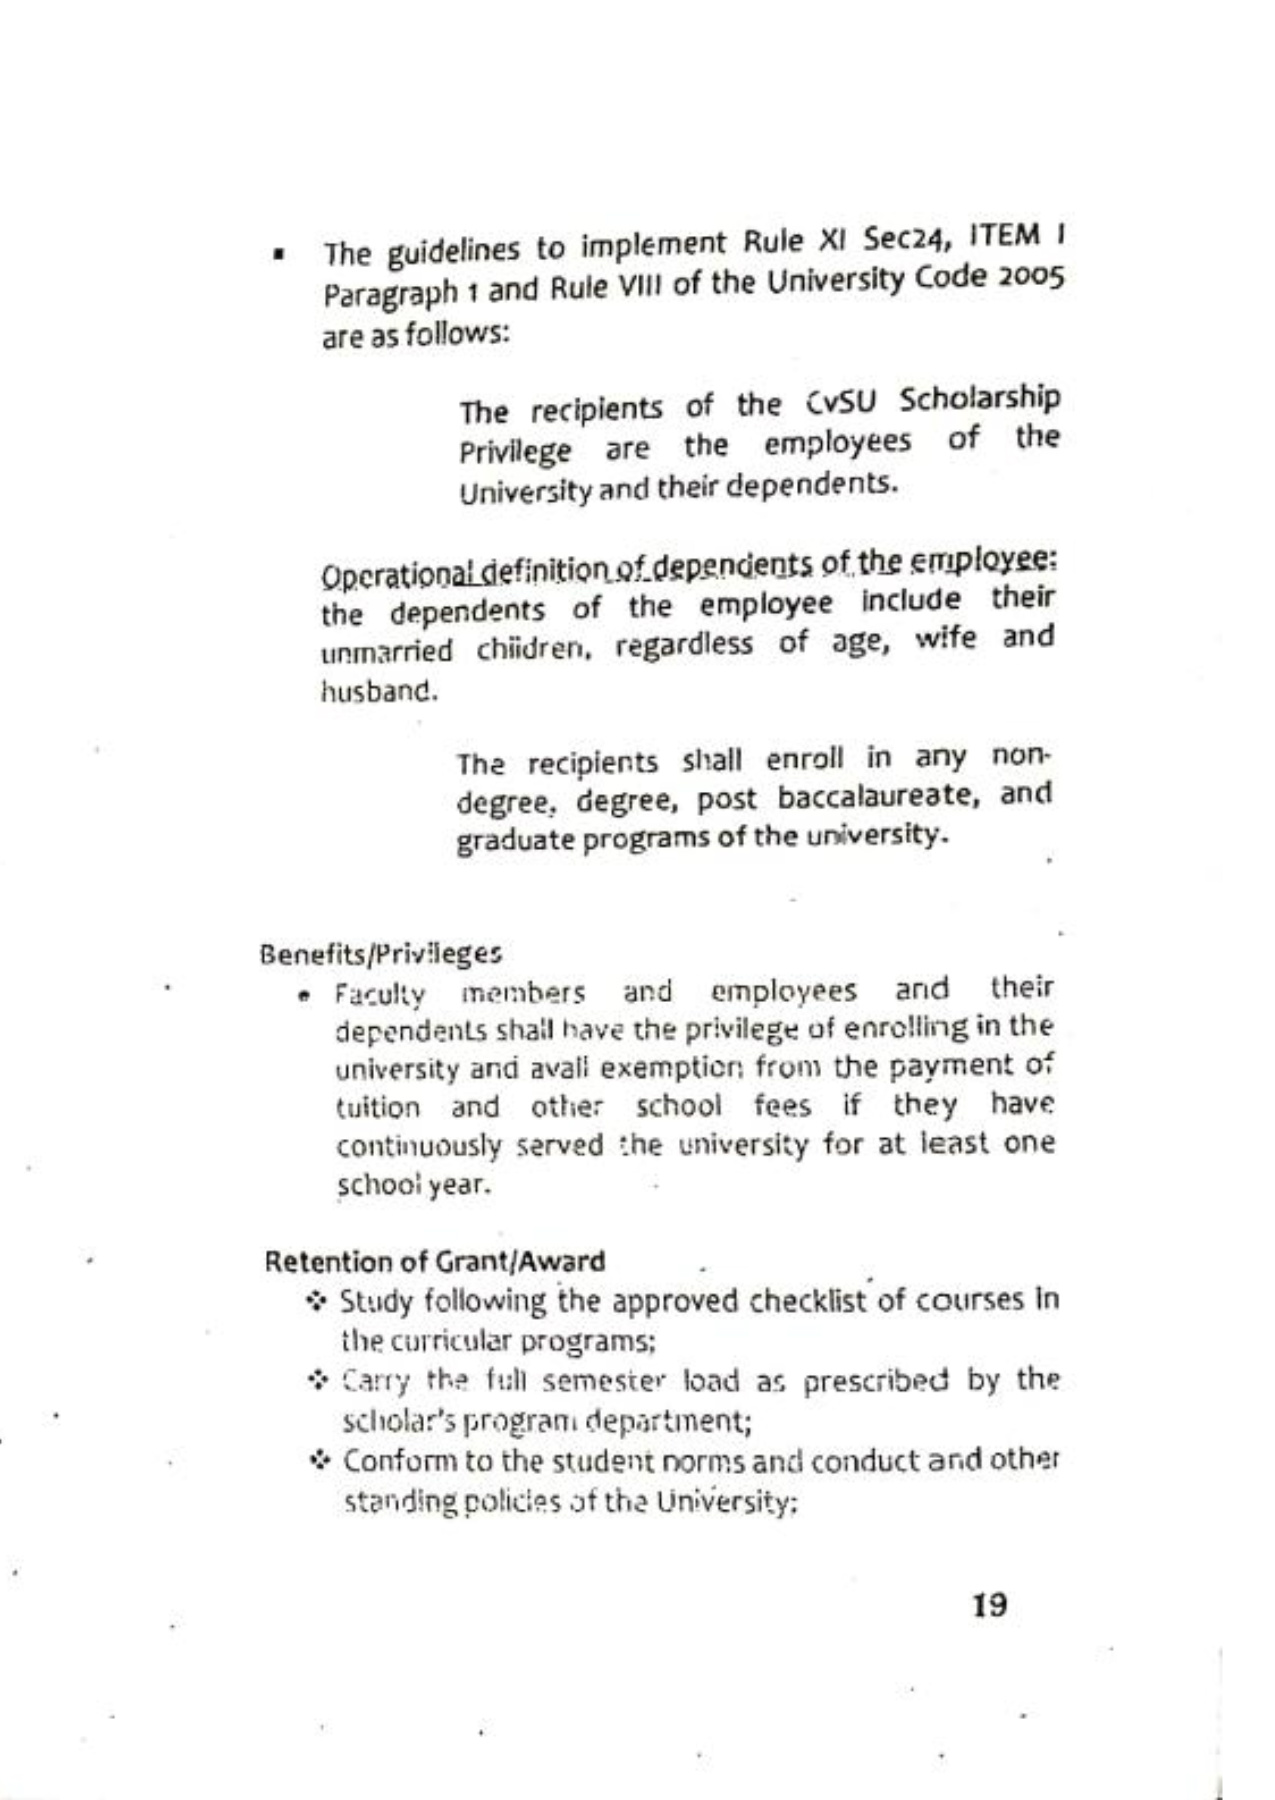 ▪ The guidelines to implement Rule XI Sec24, ITEM I
Paragraph 1 and Rule VIII of the University Code 2005
are as follows:
The recipients of the CvSU Scholarship
Privilege are the employees of the
University and their dependents.
Operational definition of dependents of the employee:
the dependents of the employee include their
unmarried children, regardless of age, wife and
husband.
The recipients shall enroll in any non-
degree, degree, post baccalaureate, and
graduate programs of the university.
Benefits/Privileges
• Faculty members and employees and their
dependents shall have the privilege of enrolling in the
university and avail exemption from the payment of
tuition and other school fees if they have
continuously served the university for at least one
school year.
Retention of Grant/Award
❖ Study following the approved checklist of courses in
the curricular programs;
❖ Carry the full semester load as prescribed by the
scholar's program department;
❖ Conform to the student norms and conduct and other
standing policies of the University;
19